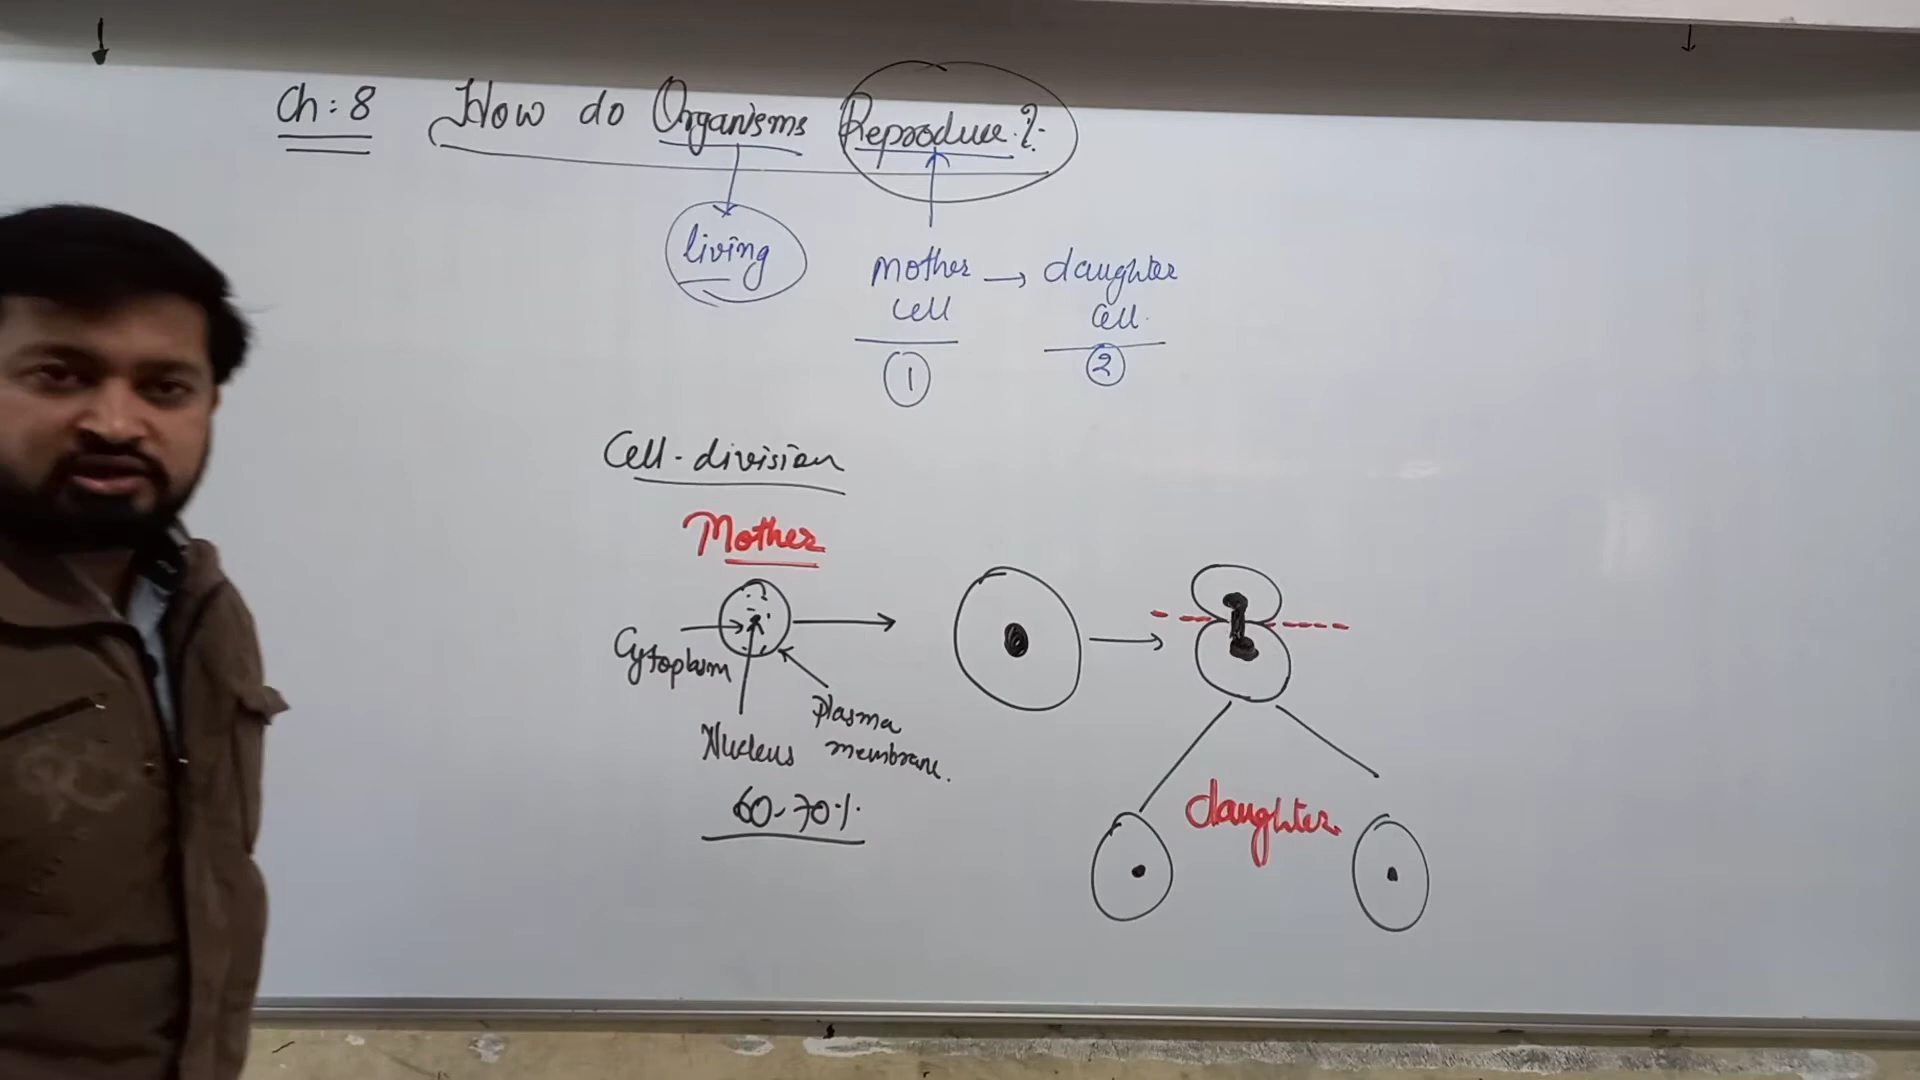 Ch: 8 How do Organisms Reproduce?
living
mother cell → daughter cell.
1 2
Cell-division
Mother
Cytoplasm
Plasma membrane.
Nucleus
60-70%.
daughter.